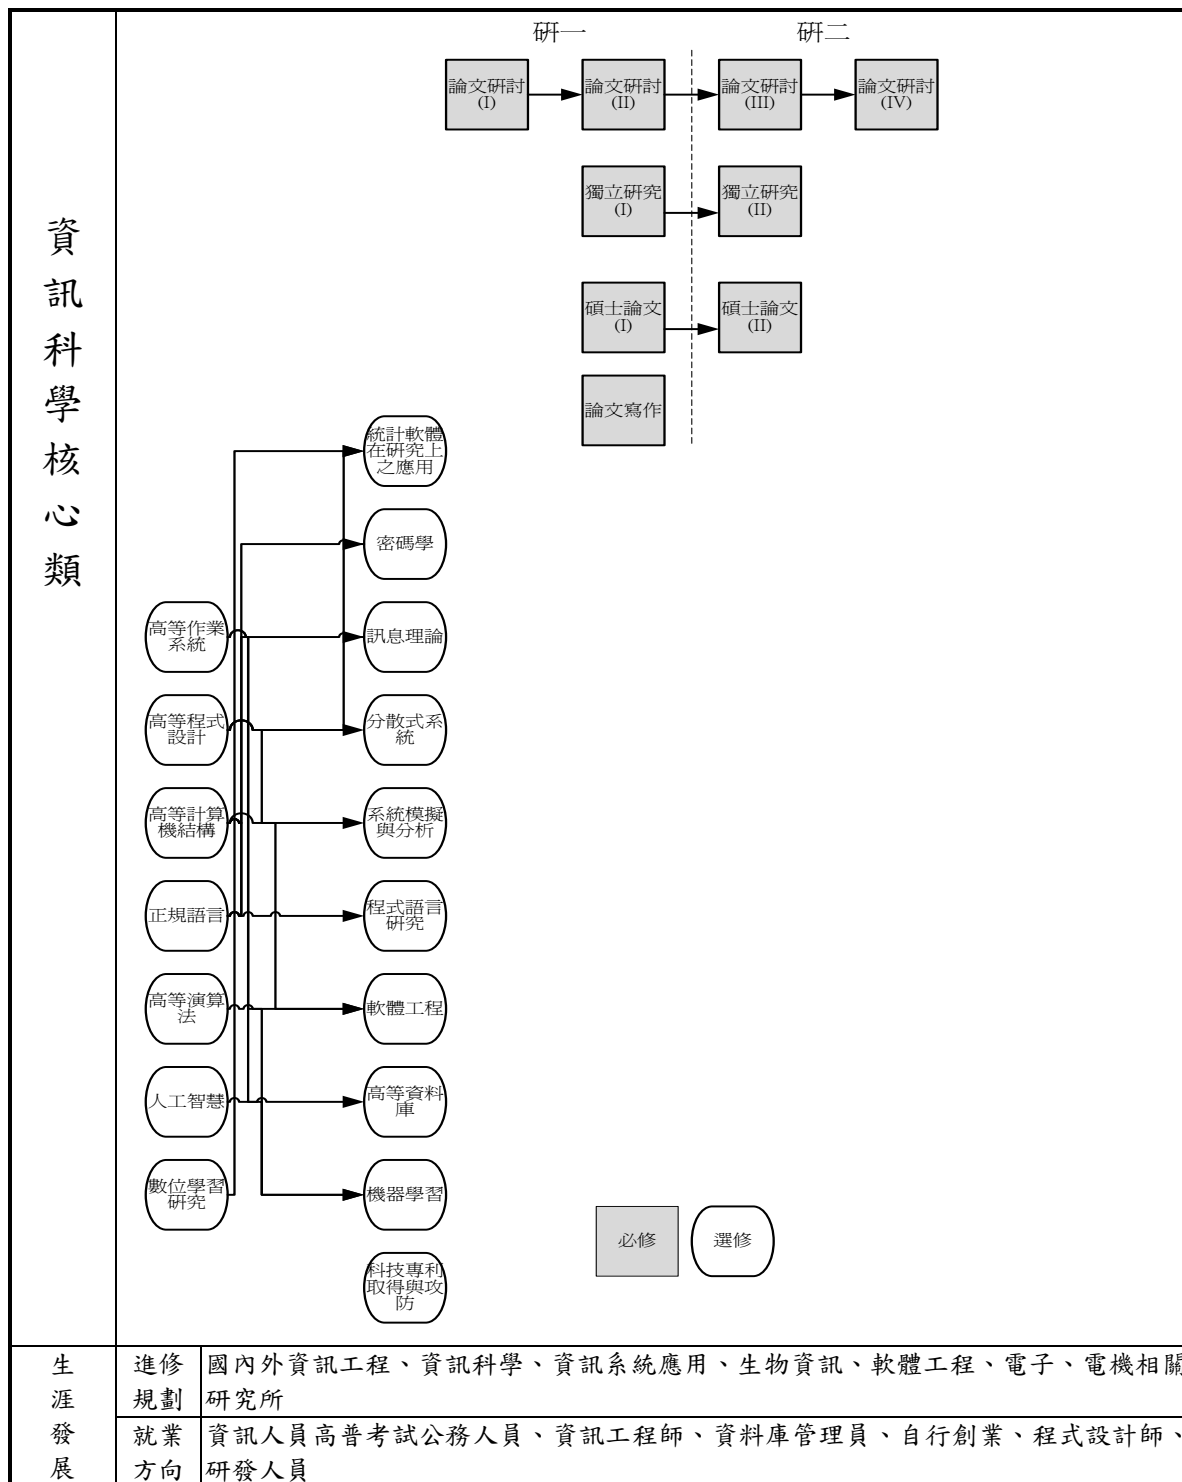 資
訊
科
學
核
心
類
研一
研二
論文研討
(I)
論文研討
(II)
論文研討
(III)
論文研討
(IV)
獨立研究
(I)
獨立研究
(II)
碩士論文
(I)
碩士論文
(II)
論文寫作
統計軟體
在研究上
之應用
密碼學
高等作業
系統
訊息理論
高等程式
設計
分散式系
統
高等計算
機結構
系統模擬
與分析
正規語言
程式語言
研究
高等演算
法
軟體工程
人工智慧
高等資料
庫
數位學習
研究
機器學習
科技專利
取得與攻
防
必修
選修
生
涯
發
展
進修
規劃
國內外資訊工程、資訊科學、資訊系統應用、生物資訊、軟體工程、電子、電機相關
研究所
就業
方向
資訊人員高普考試公務人員、資訊工程師、資料庫管理員、自行創業、程式設計師、
研發人員